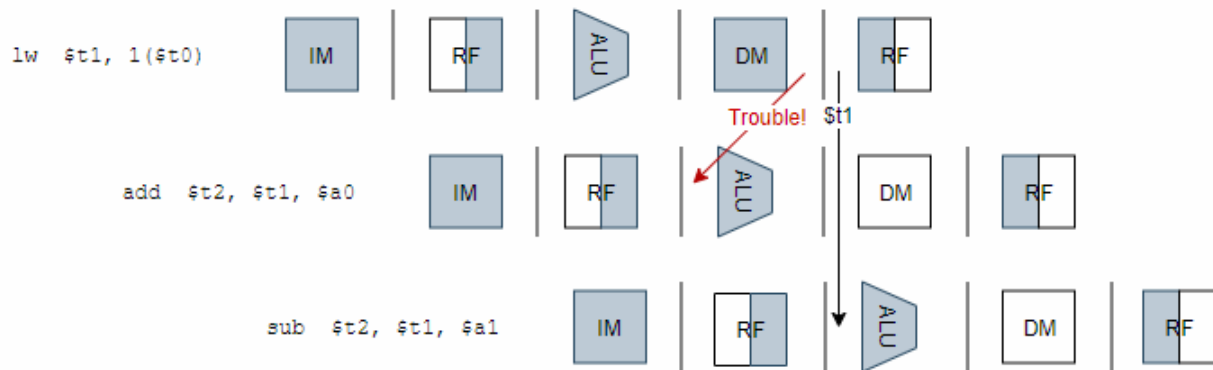 lw $t1, 1($t0) IM RF ALU DM RF
Trouble! $t1
add $t2, $t1, $a0 IM RF ALU DM RF
sub $t2, $t1, $a1 IM RF ALU DM RF